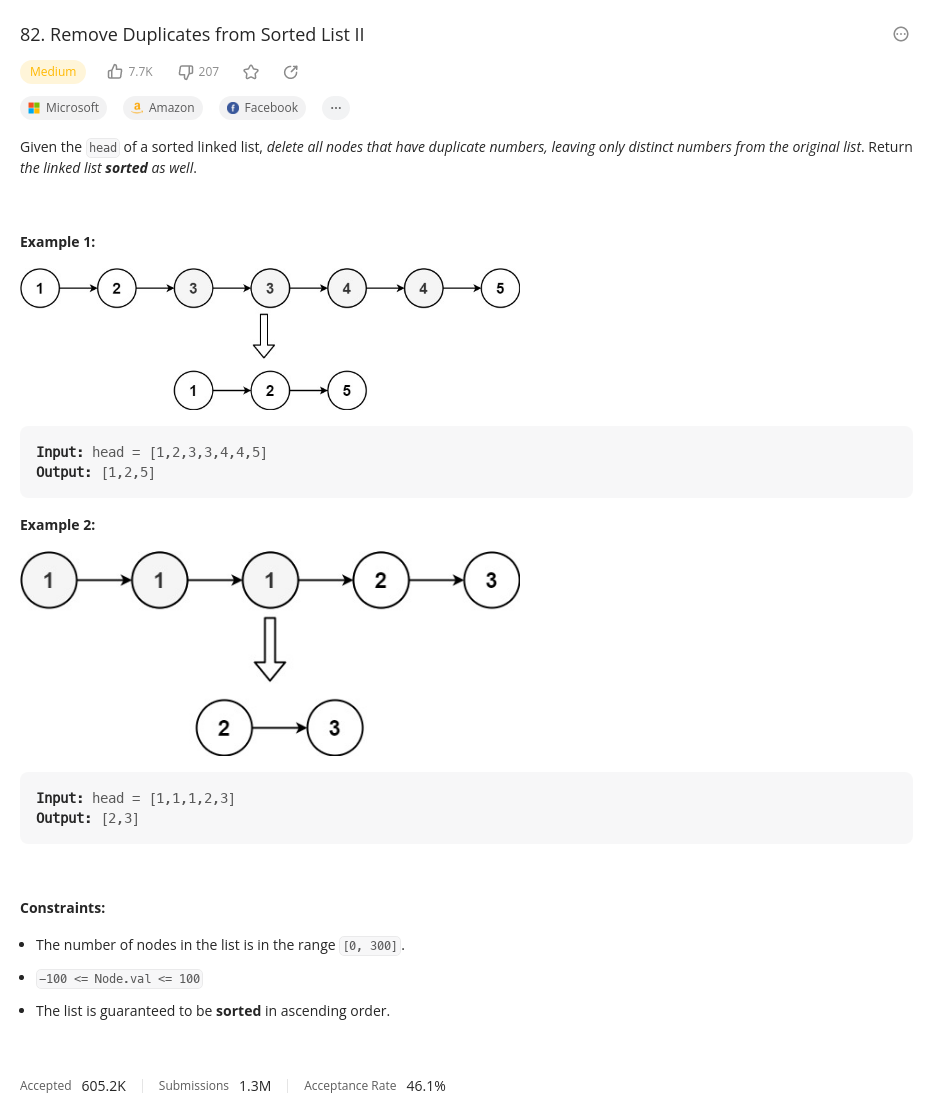 82. Remove Duplicates from Sorted List II
Medium 7.7K 207
Microsoft Amazon Facebook ...
Given the head of a sorted linked list, delete all nodes that have duplicate numbers, leaving only distinct numbers from the original list. Return
the linked list sorted as well.
Example 1:
1 2 3 3 4 4 5
1 2 5
Input: head = [1,2,3,3,4,4,5]
Output: [1,2,5]
Example 2:
1 1 1 2 3
2 3
Input: head = [1,1,1,2,3]
Output: [2,3]
Constraints:
• The number of nodes in the list is in the range [0, 300].
• -100 <= Node.val <= 100
• The list is guaranteed to be sorted in ascending order.
Accepted 605.2K Submissions 1.3M Acceptance Rate 46.1%